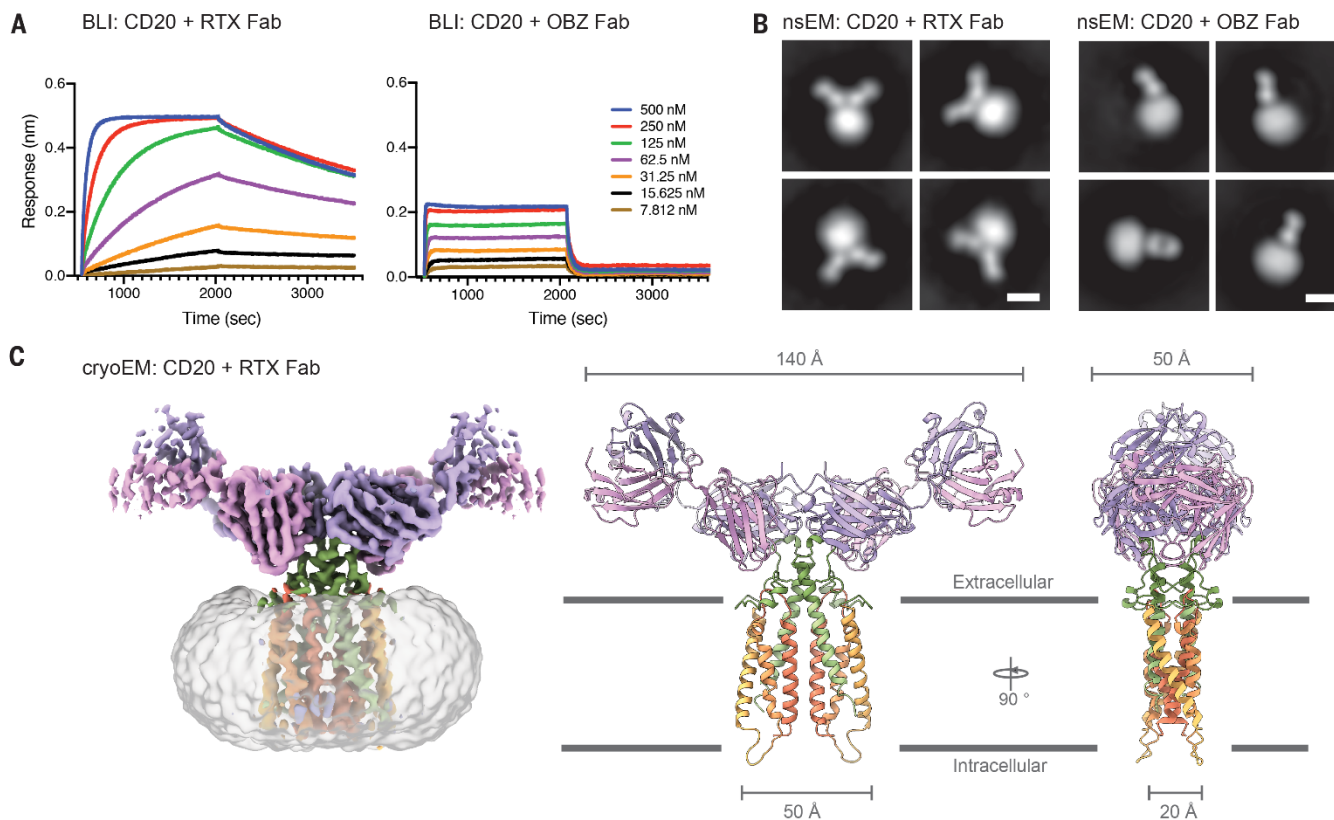 A
BLI: CD20 + RTX Fab
BLI: CD20 + OBZ Fab
0.6
0.4
0.2
0.0
Response (nm)
1000
2000
3000
Time (sec)
0.6
0.4
0.2
0.0
500 nM
250 nM
125 nM
62.5 nM
31.25 nM
15.625 nM
7.812 nM
1000
2000
3000
Time (sec)
B
nsEM: CD20 + RTX Fab
nsEM: CD20 + OBZ Fab
C
cryoEM: CD20 + RTX Fab
140 Å
50 Å
Extracellular
90 °
Intracellular
50 Å
20 Å